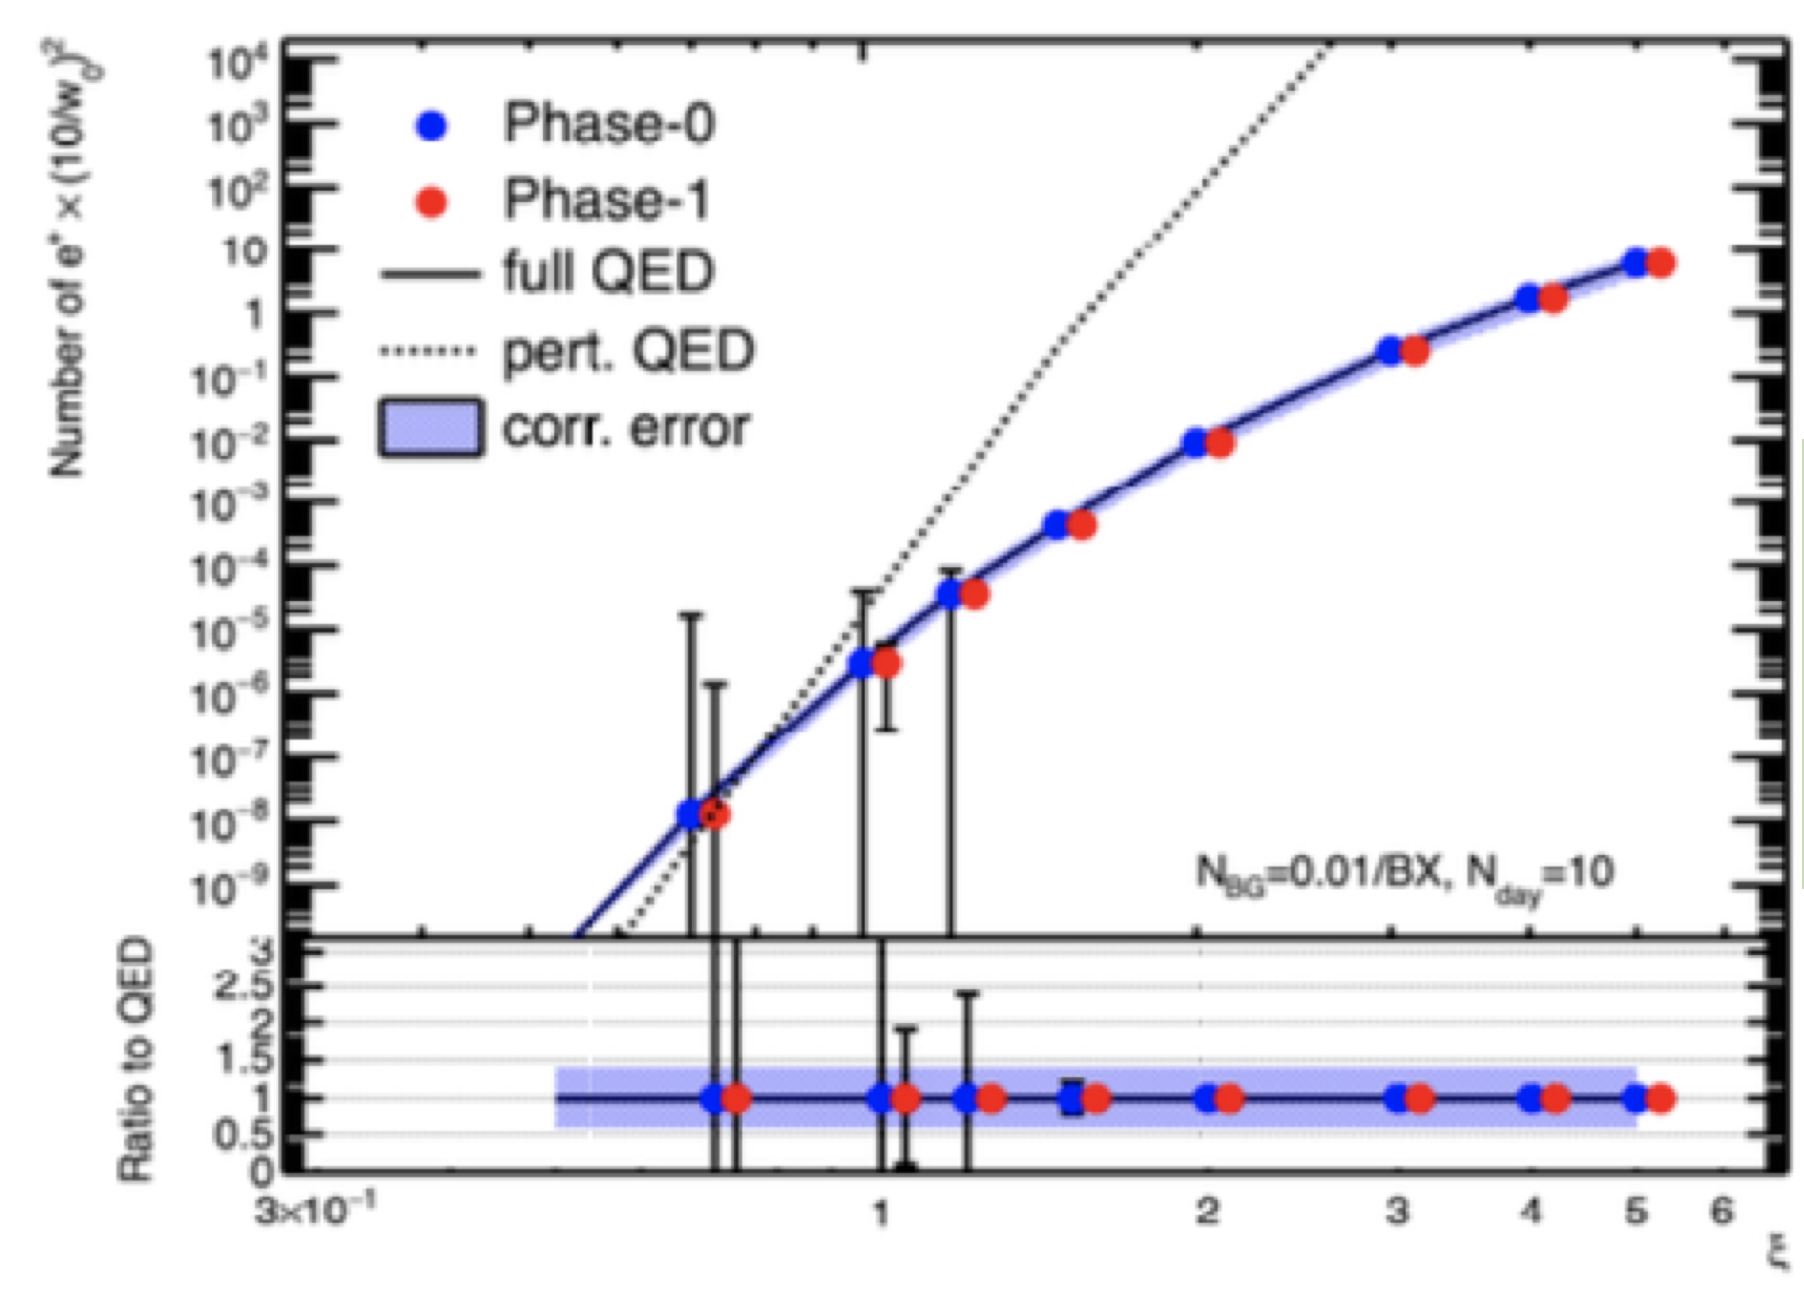 Number of e⁺ × (10/w₀)²
10⁴
10³
10²
10
1
10⁻¹
10⁻²
10⁻³
10⁻⁴
10⁻⁵
10⁻⁶
10⁻⁷
10⁻⁸
10⁻⁹
Phase-0
Phase-1
full QED
pert. QED
corr. error
N_BG=0.01/BX, N_day=10
Ratio to QED
3
2.5
2
1.5
1
0.5
0
3×10⁻¹ 1 2 3 4 5 6
ξ